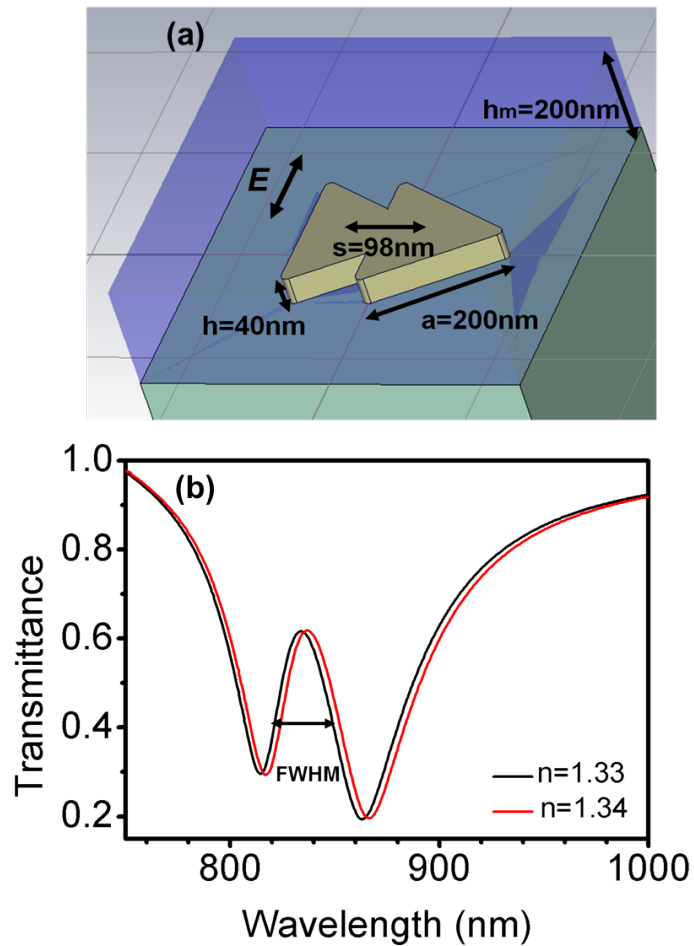 (a)
hm=200nm
E
s=98nm
h=40nm
a=200nm
(b)
1.0
0.8
0.6
0.4
0.2
Transmittance
FWHM
n=1.33
n=1.34
800
900
1000
Wavelength (nm)